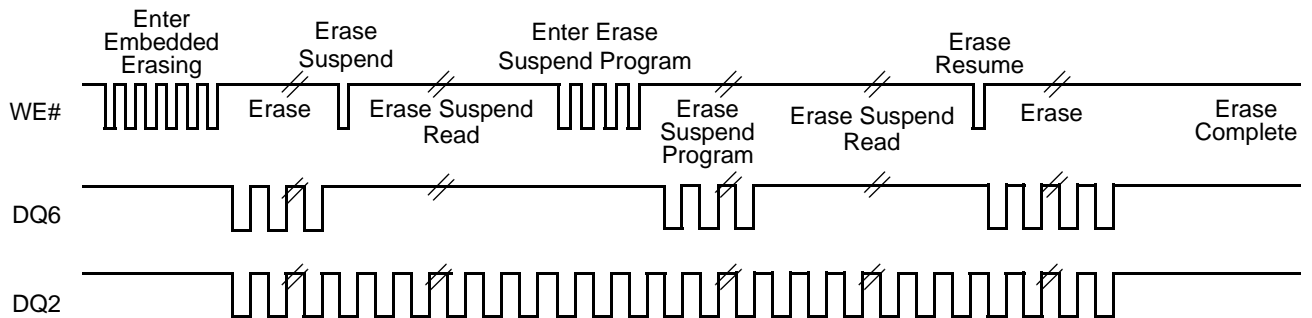 Enter
Embedded
Erasing
Erase
Suspend
Enter Erase
Suspend Program
Erase
Resume
WE#
Erase
Erase Suspend
Read
Erase
Suspend
Program
Erase Suspend
Read
Erase
Erase
Complete
DQ6
DQ2